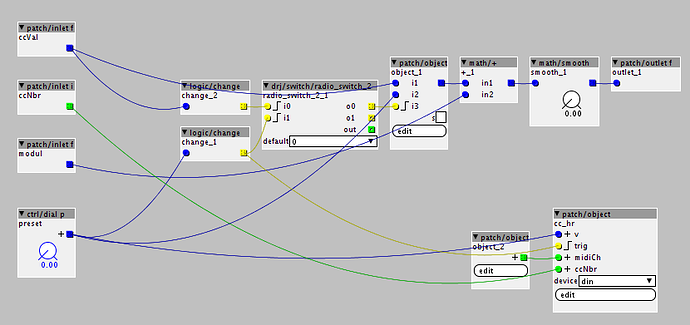 patch/inlet f
ccVal
patch/inlet i
ccNbr
patch/inlet f
modul
ctrl/dial p
preset
+
0.00
logic/change
change_2
logic/change
change_1
drj/switch/radio_switch_2
radio_switch_2_1
i0 o0
i1 o1
out
default 0
patch/object
object_1
i1
i2
i3
s
edit
math/+
+_1
in1
in2
math/smooth
smooth_1
0.00
patch/outlet f
outlet_1
patch/object
object_2
+
edit
patch/object
cc_hr
+ v
trig
+ midiCh
+ ccNbr
device din
edit